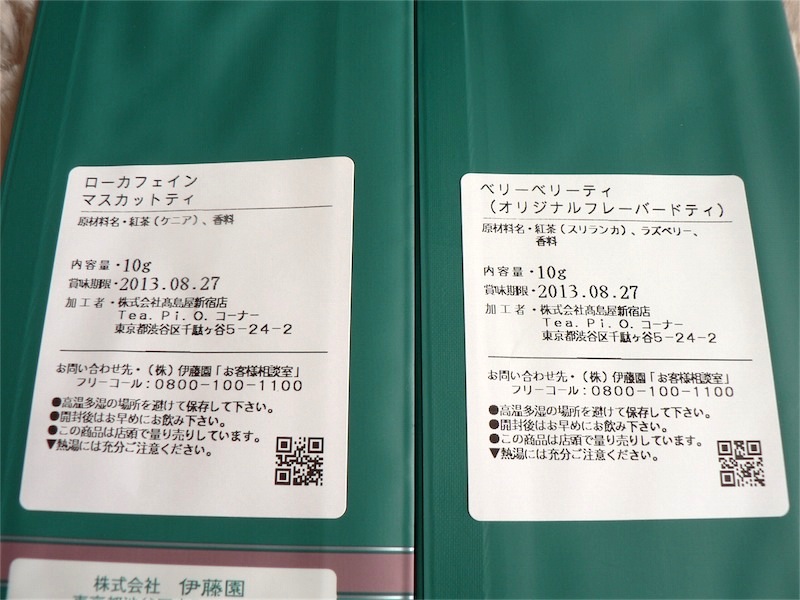 ローカフェイン
マスカットティ
原材料名・紅茶（ケニア）、香料
内容量・10g
賞味期限・2013.08.27
加工者・株式会社髙島屋新宿店
Tea．Pi．O．コーナー
東京都渋谷区千駄ヶ谷5－24－2
お問い合わせ先・（株）伊藤園「お客様相談室」
フリーコール：0800－100－1100
●高温多湿の場所を避けて保存して下さい。
●開封後はお早めにお飲み下さい。
●この商品は店頭で量り売りしています。
▼熱湯には充分ご注意ください。
株式会社 伊藤園
ベリーベリーティ
（オリジナルフレーバードティ）
原材料名・紅茶（スリランカ）、ラズベリー、
香料
内容量・10g
賞味期限・2013.08.27
加工者・株式会社髙島屋新宿店
Tea．Pi．O．コーナー
東京都渋谷区千駄ヶ谷5－24－2
お問い合わせ先・（株）伊藤園「お客様相談室」
フリーコール：0800－100－1100
●高温多湿の場所を避けて保存して下さい。
●開封後はお早めにお飲み下さい。
●この商品は店頭で量り売りしています。
▼熱湯には充分ご注意ください。